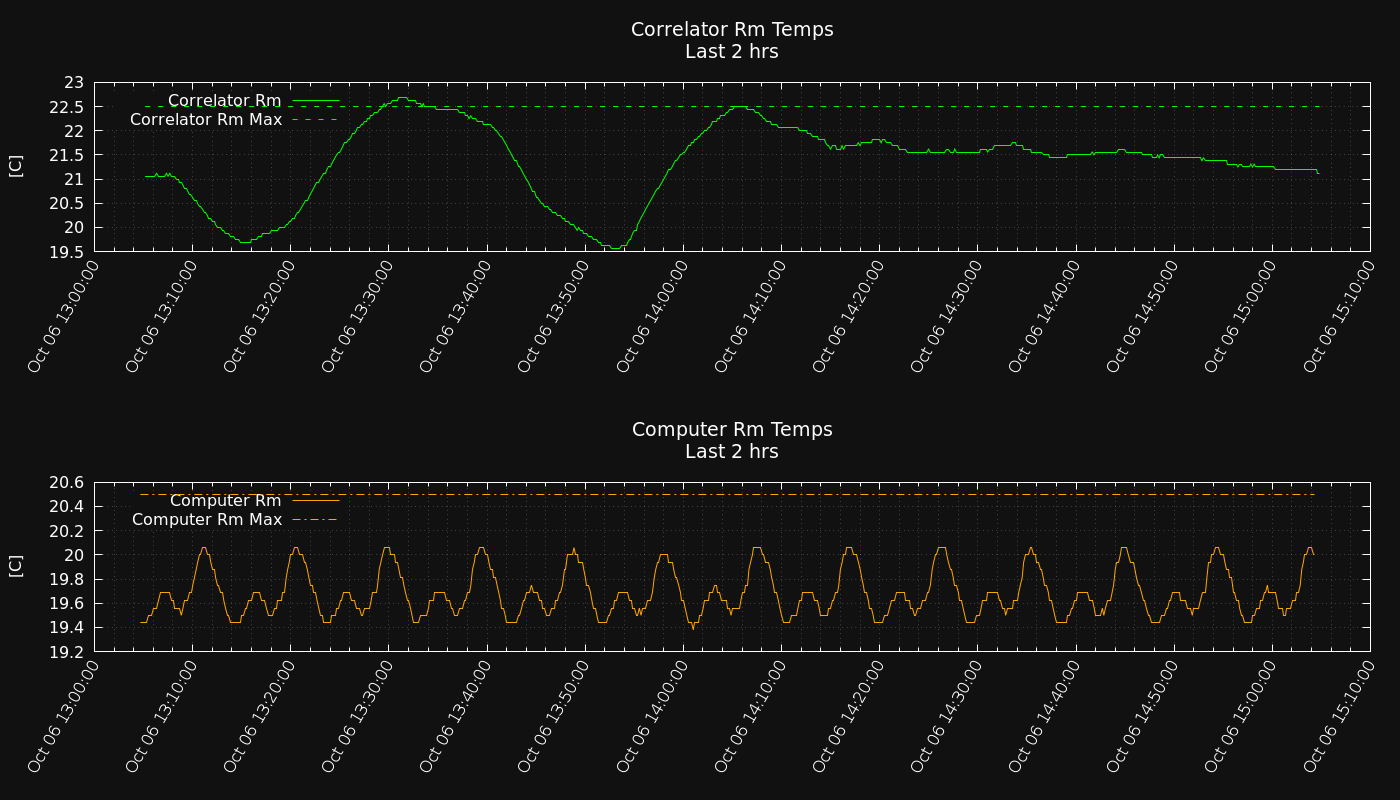 Correlator Rm Temps
Last 2 hrs
[C]
23
22.5
22
21.5
21
20.5
20
19.5
Correlator Rm
Correlator Rm Max
Oct 06 13:00:00
Oct 06 13:10:00
Oct 06 13:20:00
Oct 06 13:30:00
Oct 06 13:40:00
Oct 06 13:50:00
Oct 06 14:00:00
Oct 06 14:10:00
Oct 06 14:20:00
Oct 06 14:30:00
Oct 06 14:40:00
Oct 06 14:50:00
Oct 06 15:00:00
Oct 06 15:10:00
Computer Rm Temps
Last 2 hrs
[C]
20.6
20.4
20.2
20
19.8
19.6
19.4
19.2
Computer Rm
Computer Rm Max
Oct 06 13:00:00
Oct 06 13:10:00
Oct 06 13:20:00
Oct 06 13:30:00
Oct 06 13:40:00
Oct 06 13:50:00
Oct 06 14:00:00
Oct 06 14:10:00
Oct 06 14:20:00
Oct 06 14:30:00
Oct 06 14:40:00
Oct 06 14:50:00
Oct 06 15:00:00
Oct 06 15:10:00